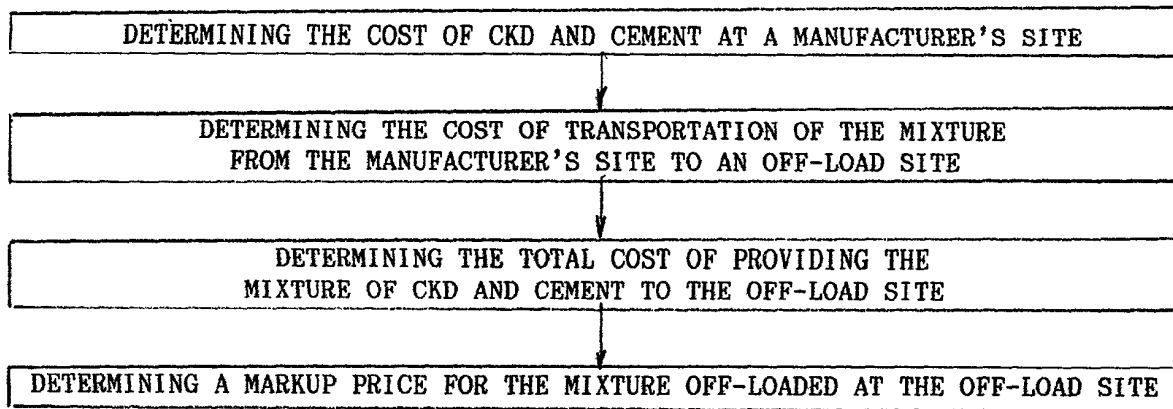 DETERMINING THE COST OF CKD AND CEMENT AT A MANUFACTURER'S SITE
DETERMINING THE COST OF TRANSPORTATION OF THE MIXTURE
FROM THE MANUFACTURER'S SITE TO AN OFF-LOAD SITE
DETERMINING THE TOTAL COST OF PROVIDING THE
MIXTURE OF CKD AND CEMENT TO THE OFF-LOAD SITE
DETERMINING A MARKUP PRICE FOR THE MIXTURE OFF-LOADED AT THE OFF-LOAD SITE